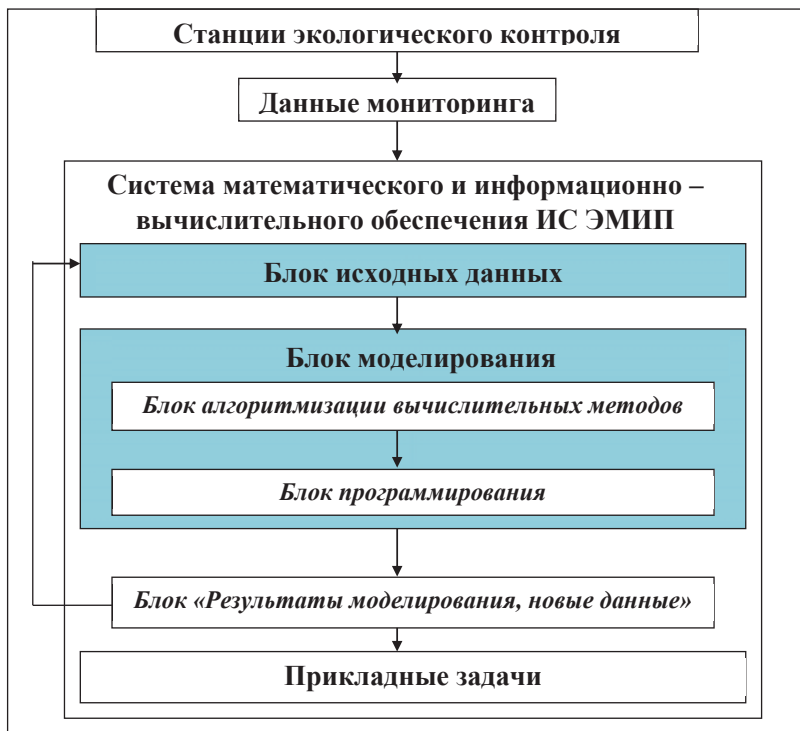 Станции экологического контроля
Данные мониторинга
Система математического и информационно –
вычислительного обеспечения ИС ЭМИП
Блок исходных данных
Блок моделирования
Блок алгоритмизации вычислительных методов
Блок программирования
Блок «Результаты моделирования, новые данные»
Прикладные задачи